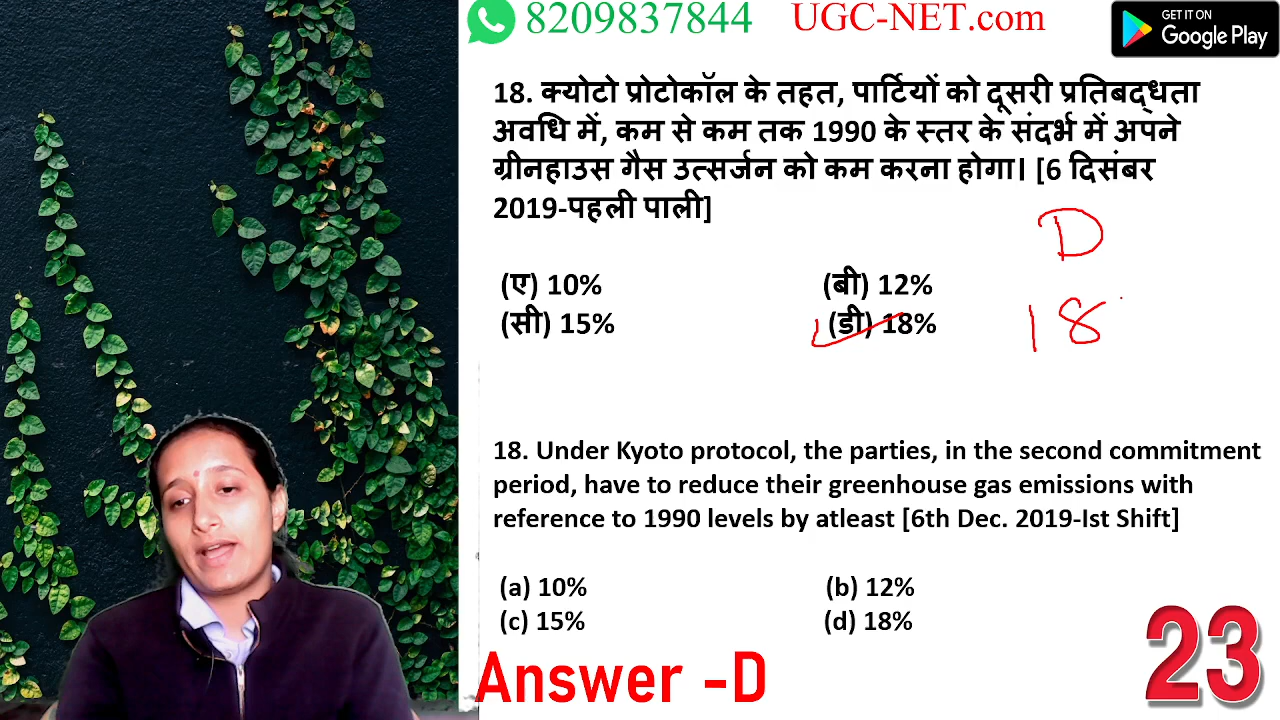 8209837844 UGC-NET.com
GET IT ON
Google Play
18. क्योटो प्रोटोकॉल के तहत, पार्टियों को दूसरी प्रतिबद्धता
अवधि में, कम से कम तक 1990 के स्तर के संदर्भ में अपने
ग्रीनहाउस गैस उत्सर्जन को कम करना होगा। [6 दिसंबर
2019-पहली पाली]
D
(ए) 10% (बी) 12%
(सी) 15% (डी) 18%
18
18. Under Kyoto protocol, the parties, in the second commitment
period, have to reduce their greenhouse gas emissions with
reference to 1990 levels by atleast [6th Dec. 2019-Ist Shift]
(a) 10% (b) 12%
(c) 15% (d) 18%
Answer -D
23